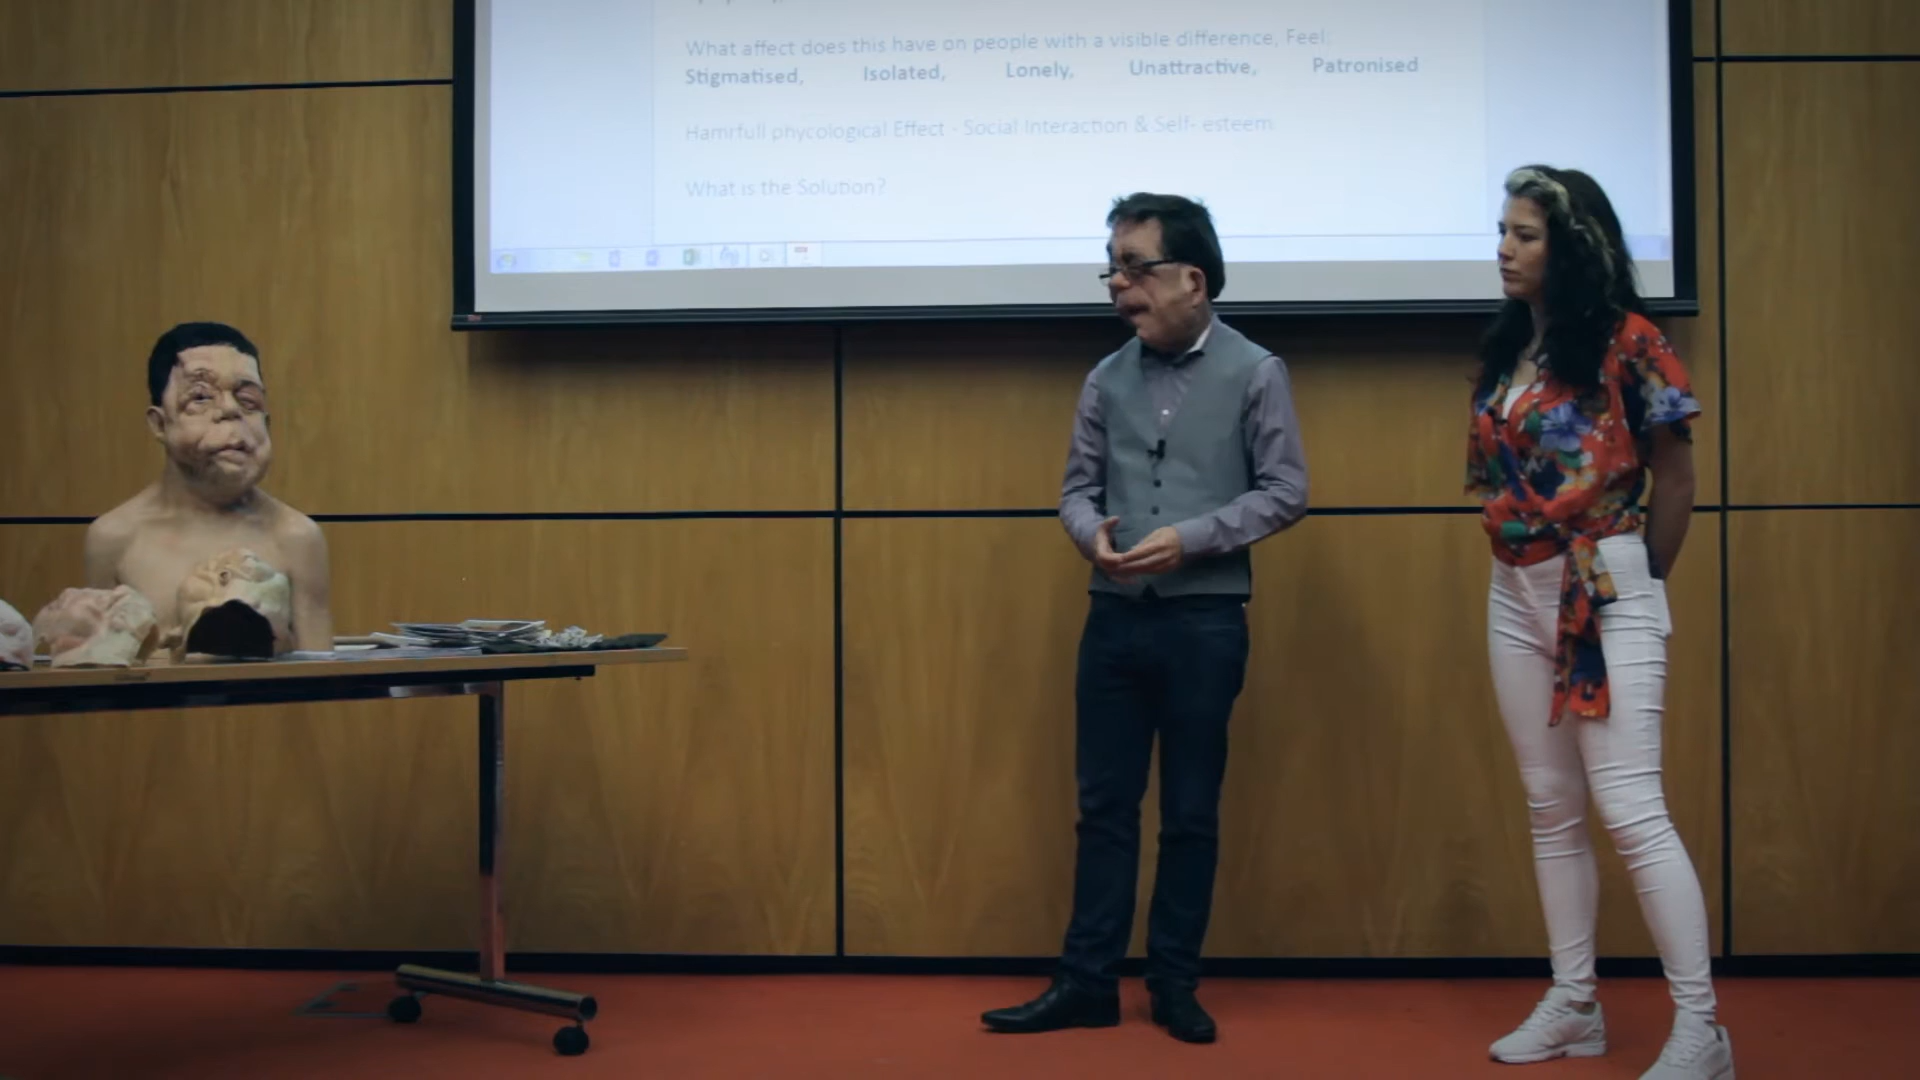 What affect does this have on people with a visible difference, Feel:
Stigmatised, Isolated, Lonely, Unattractive, Patronised
Hamrfull phycological Effect - Social Interaction & Self- esteem.
What is the Solution?